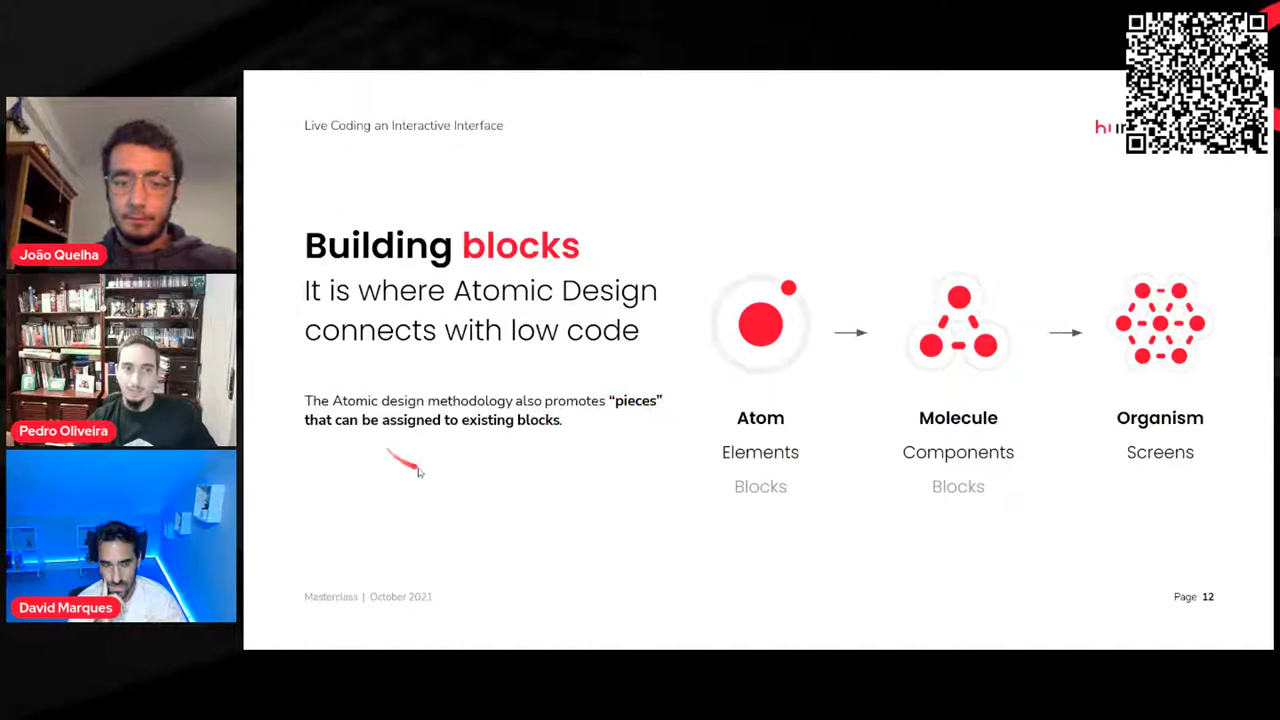 Live Coding an Interactive Interface
João Quelha
Pedro Oliveira
David Marques
Building blocks
It is where Atomic Design
connects with low code
The Atomic design methodology also promotes “pieces”
that can be assigned to existing blocks.
Atom
Elements
Blocks
Molecule
Components
Blocks
Organism
Screens
Masterclass | October 2021
Page 12